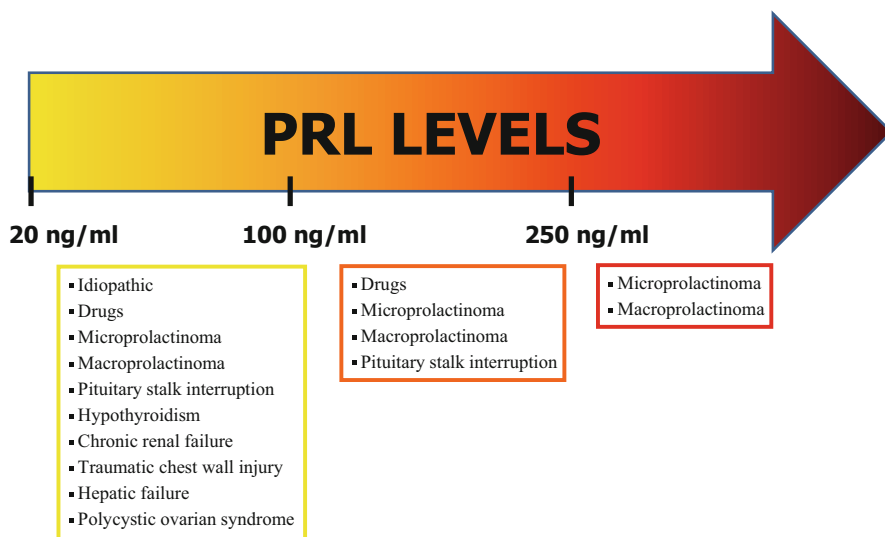 PRL LEVELS
20 ng/ml
100 ng/ml
250 ng/ml
▪ Idiopathic
▪ Drugs
▪ Microprolactinoma
▪ Macroprolactinoma
▪ Pituitary stalk interruption
▪ Hypothyroidism
▪ Chronic renal failure
▪ Traumatic chest wall injury
▪ Hepatic failure
▪ Polycystic ovarian syndrome
▪ Drugs
▪ Microprolactinoma
▪ Macroprolactinoma
▪ Pituitary stalk interruption
▪ Microprolactinoma
▪ Macroprolactinoma